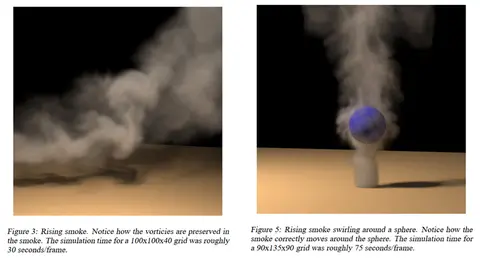 Figure 3: Rising smoke. Notice how the vorticies are preserved in
the smoke. The simulation time for a 100x100x40 grid was roughly
30 seconds/frame.
Figure 5: Rising smoke swirling around a sphere. Notice how the
smoke correctly moves around the sphere. The simulation time for
a 90x135x90 grid was roughly 75 seconds/frame.